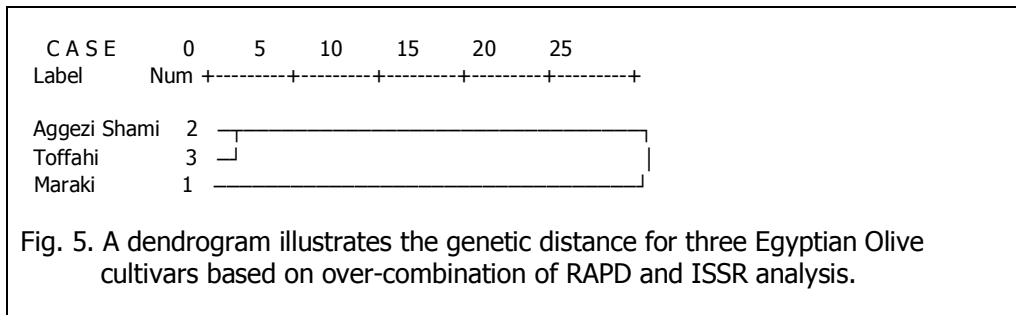 C A S E 0 5 10 15 20 25
Label Num +---------+---------+---------+---------+---------+
Aggezi Shami 2
Toffahi 3
Maraki 1
Fig. 5. A dendrogram illustrates the genetic distance for three Egyptian Olive
cultivars based on over-combination of RAPD and ISSR analysis.